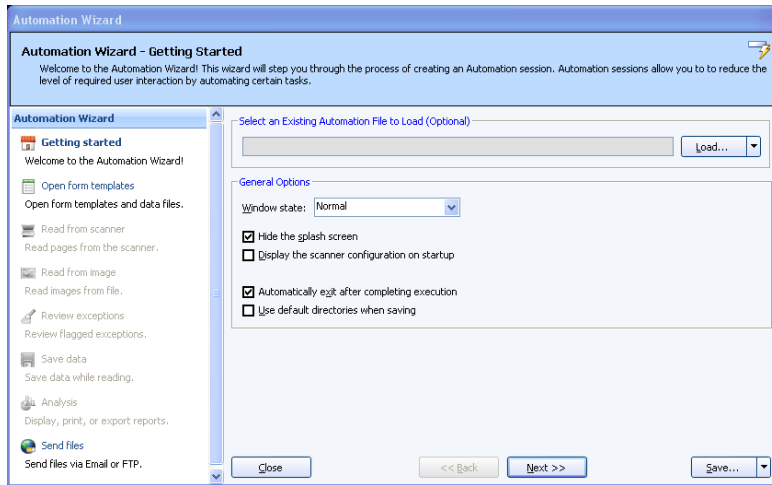 Automation Wizard
Automation Wizard - Getting Started
Welcome to the Automation Wizard! This wizard will step you through the process of creating an Automation session. Automation sessions allow you to to reduce the
level of required user interaction by automating certain tasks.
Automation Wizard
Getting started
Welcome to the Automation Wizard!
Open form templates
Open form templates and data files.
Read from scanner
Read pages from the scanner.
Read from image
Read images from file.
Review exceptions
Review flagged exceptions.
Save data
Save data while reading.
Analysis
Display, print, or export reports.
Send files
Send files via Email or FTP.
Select an Existing Automation File to Load (Optional)
Load...
General Options
Window state: Normal
Hide the splash screen
Display the scanner configuration on startup
Automatically exit after completing execution
Use default directories when saving
Close
<< Back
Next >>
Save...